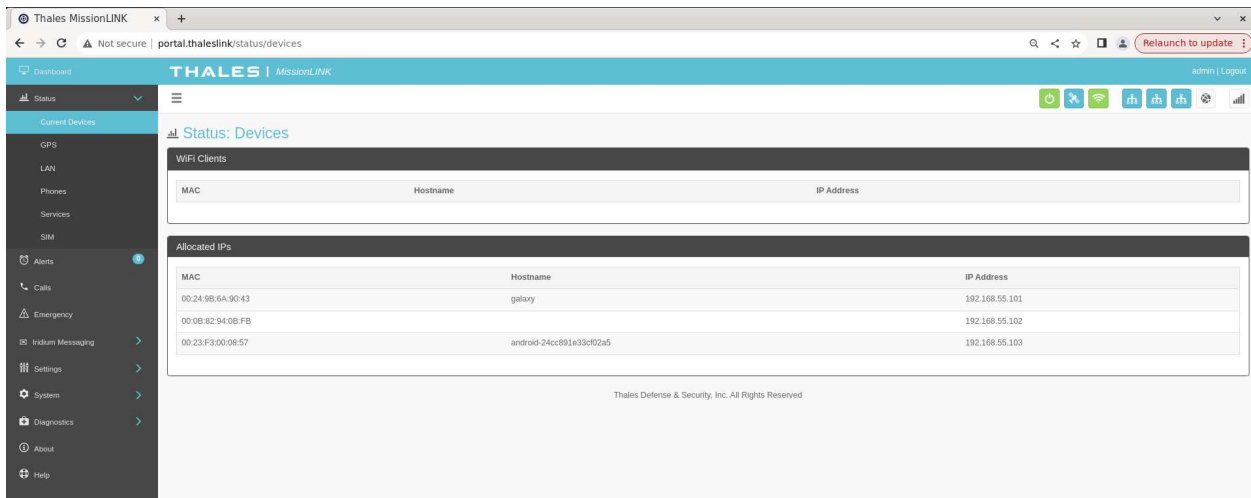 Thales MissionLINK
Not secure portal.thaleslink/status/devices
Relaunch to update
Dashboard
THALES | MissionLINK
admin | Logout
Status
Current Devices
GPS
LAN
Phones
Services
SIM
Alerts 0
Calls
Emergency
Iridium Messaging
Settings
System
Diagnostics
About
Help
Status: Devices
WiFi Clients
MAC Hostname IP Address
Allocated IPs
MAC Hostname IP Address
00:24:9B:6A:90:43 galaxy 192.168.55.101
00:0B:82:94:0B:FB 192.168.55.102
00:23:F3:00:08:57 android-24cc891e33cf02a5 192.168.55.103
Thales Defense & Security, Inc. All Rights Reserved